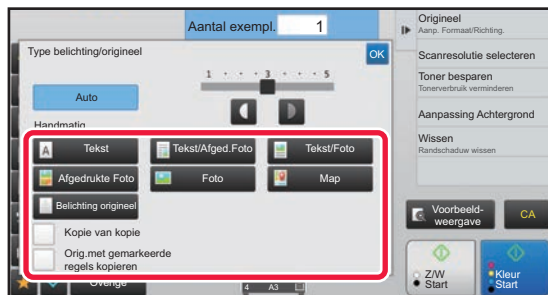 Aantal exempl. 1
Type belichting/origineel
OK
1 3 5
Auto
Handmatig
A Tekst
Tekst/Afged.Foto
Tekst/Foto
Afgedrukte Foto
Foto
Map
Belichting origineel
Kopie van kopie
Orig.met gemarkeerde
regels kopieren
Overige
4 A3
Origineel
Aanp. Formaat/Richting.
Scanresolutie selecteren
Toner besparen
Tonerverbruik verminderen
Aanpassing Achtergrond
Wissen
Randschaduw wissen
Voorbeeld-
weergave
CA
Z/W
Start
Kleur
Start